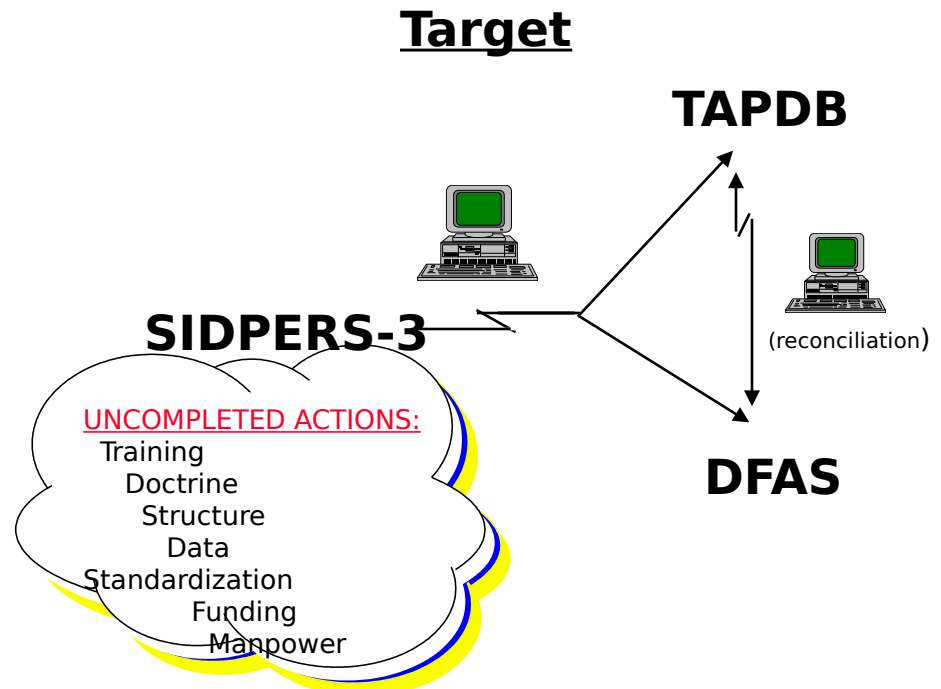 Target
TAPDB
SIDPERS-3
(reconciliation)
UNCOMPLETED ACTIONS:
Training
Doctrine
Structure
Data
Standardization
Funding
Manpower
DFAS